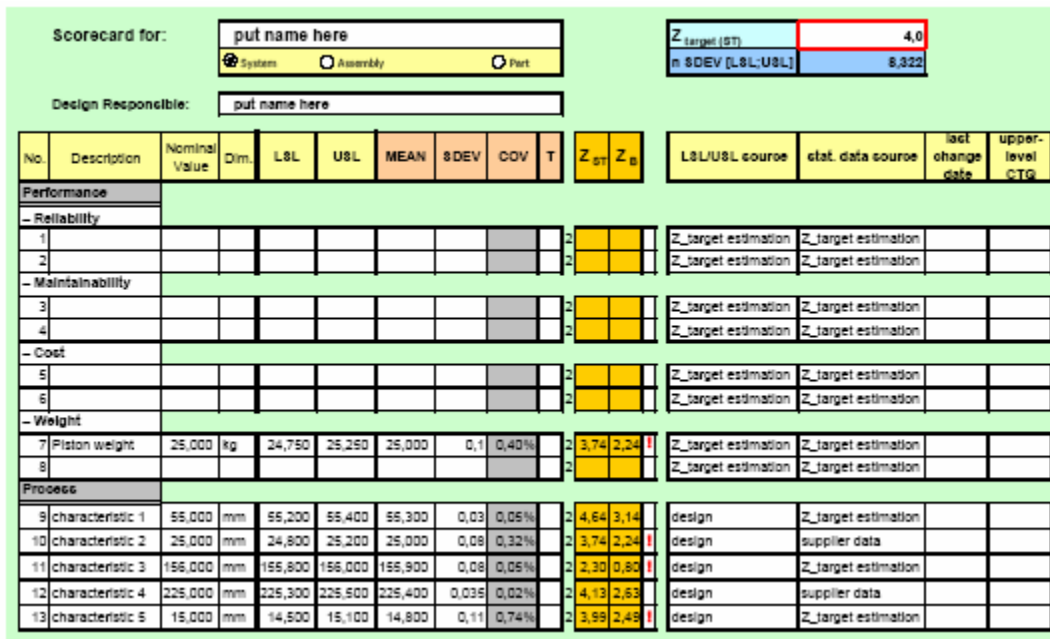 Scorecard for: put name here Z target (ST) 4,0
System Assembly Part n SDEV [LSL;USL] 8,322
Design Responsible: put name here
No. Description Nominal Value Dim. LSL USL MEAN SDEV COV T Z ST Z B LSL/USL source stat. data source last change date upper-level CTQ
Performance
– Reliability
1 2 Z_target estimation Z_target estimation
2 2 Z_target estimation Z_target estimation
– Maintainability
3 2 Z_target estimation Z_target estimation
4 2 Z_target estimation Z_target estimation
– Cost
5 2 Z_target estimation Z_target estimation
6 2 Z_target estimation Z_target estimation
– Weight
7 Piston weight 25,000 kg 24,750 25,250 25,000 0,1 0,40% 2 3,74 2,24 ! Z_target estimation Z_target estimation
8 2 Z_target estimation Z_target estimation
Process
9 characteristic 1 55,000 mm 55,200 55,400 55,300 0,03 0,05% 2 4,64 3,14 design Z_target estimation
10 characteristic 2 25,000 mm 24,800 25,200 25,000 0,08 0,32% 2 3,74 2,24 ! design supplier data
11 characteristic 3 156,000 mm 155,800 156,000 155,900 0,08 0,05% 2 2,30 0,80 ! design Z_target estimation
12 characteristic 4 225,000 mm 225,300 225,500 225,400 0,035 0,02% 2 4,13 2,63 design supplier data
13 characteristic 5 15,000 mm 14,500 15,100 14,800 0,11 0,74% 2 3,99 2,49 ! design Z_target estimation